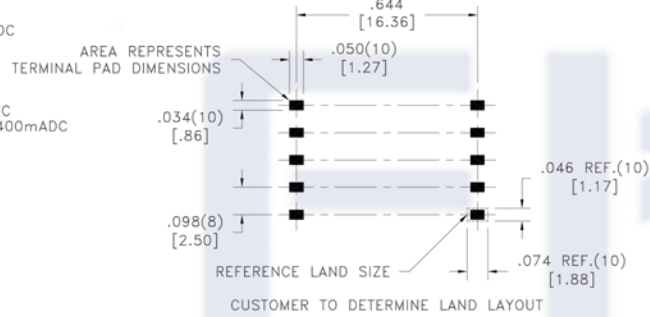 .644
[16.36]
DC
AREA REPRESENTS
TERMINAL PAD DIMENSIONS
.050(10)
[1.27]
.034(10)
[.86]
400mADC
.046 REF.(10)
[1.17]
.098(8)
[2.50]
REFERENCE LAND SIZE
.074 REF.(10)
[1.88]
CUSTOMER TO DETERMINE LAND LAYOUT